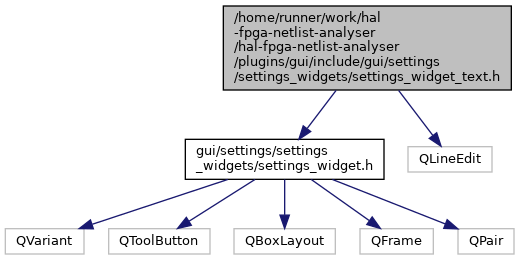 /home/runner/work/hal
-fpga-netlist-analyser
/hal-fpga-netlist-analyser
/plugins/gui/include/gui/settings
/settings_widgets/settings_widget_text.h
gui/settings/settings
_widgets/settings_widget.h
QLineEdit
QVariant
QToolButton
QBoxLayout
QFrame
QPair